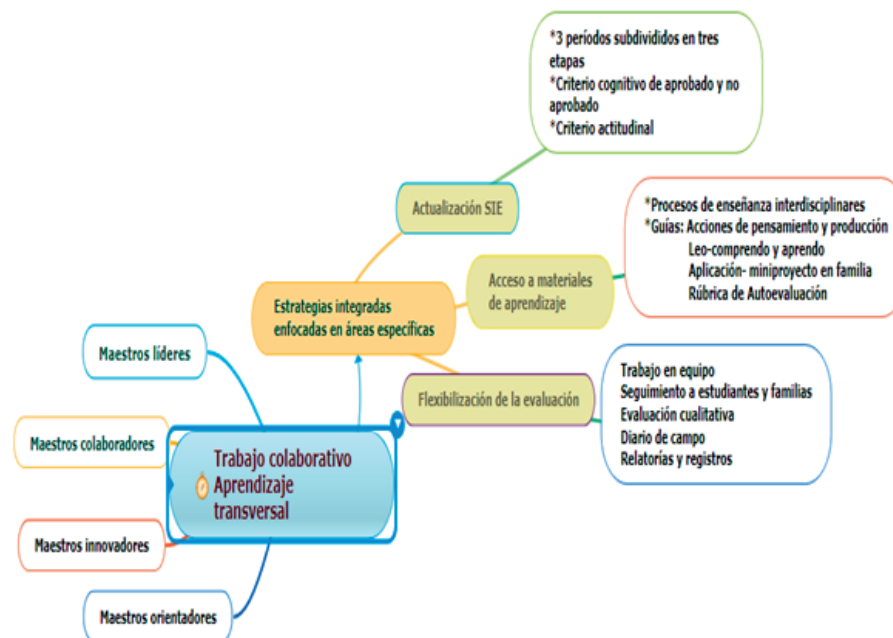 *3 períodos subdivididos en tres
etapas
*Criterio cognitivo de aprobado y no
aprobado
*Criterio actitudinal
Actualización SIE
*Procesos de enseñanza interdisciplinares
*Guías: Acciones de pensamiento y producción
Leo-comprendo y aprendo
Aplicación- miniproyecto en familia
Rúbrica de Autoevaluación
Acceso a materiales
de aprendizaje
Estrategias integradas
enfocadas en áreas específicas
Maestros líderes
Flexibilización de la evaluación
Trabajo en equipo
Seguimiento a estudiantes y familias
Evaluación cualitativa
Diario de campo
Relatorías y registros
Maestros colaboradores
Trabajo colaborativo
Aprendizaje
transversal
Maestros innovadores
Maestros orientadores